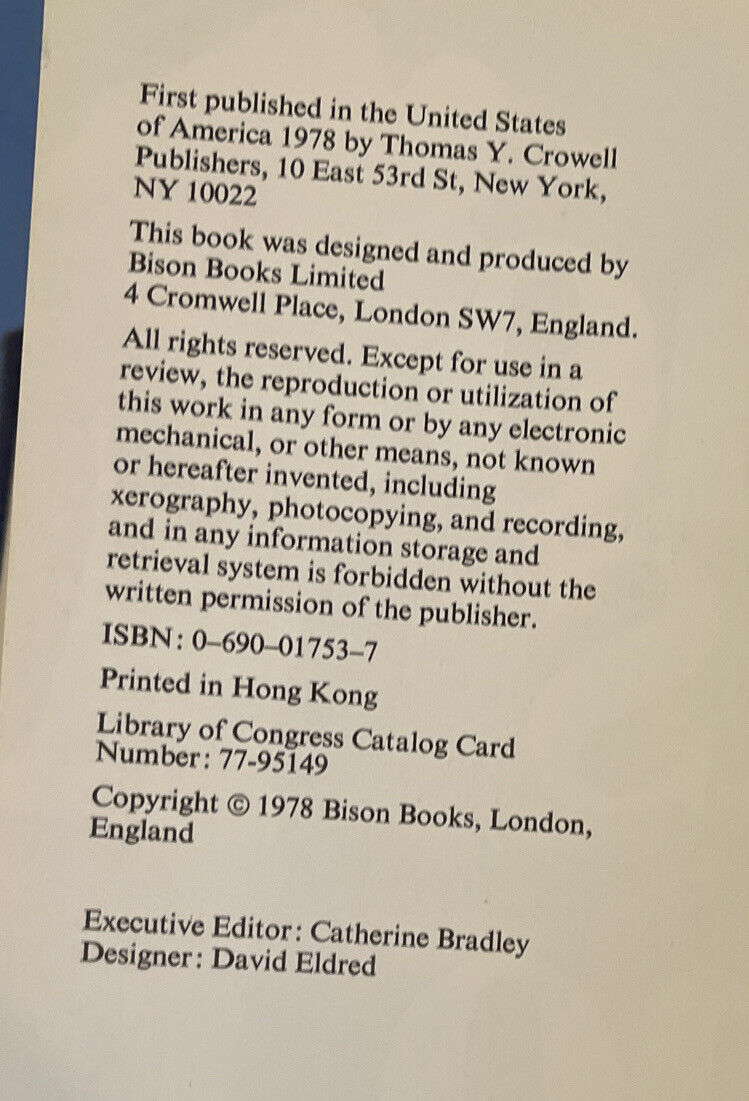 First published in the United States
of America 1978 by Thomas Y. Crowell
Publishers, 10 East 53rd St, New York,
NY 10022
This book was designed and produced by
Bison Books Limited
4 Cromwell Place, London SW7, England.
All rights reserved. Except for use in a
review, the reproduction or utilization of
this work in any form or by any electronic
mechanical, or other means, not known
or hereafter invented, including
xerography, photocopying, and recording,
and in any information storage and
retrieval system is forbidden without the
written permission of the publisher.
ISBN: 0–690–01753–7
Printed in Hong Kong
Library of Congress Catalog Card
Number: 77-95149
Copyright © 1978 Bison Books, London,
England
Executive Editor: Catherine Bradley
Designer: David Eldred